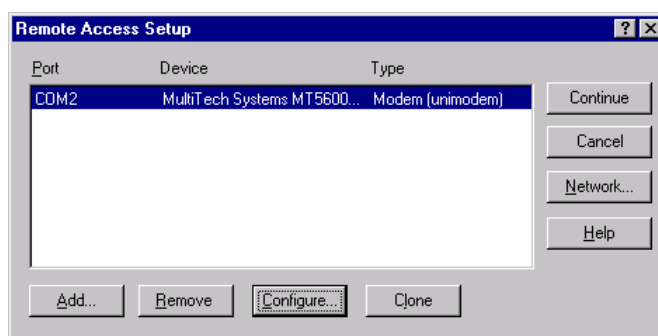 Remote Access Setup
Port Device Type
COM2 MultiTech Systems MT5600... Modem (unimodem)
Continue
Cancel
Network...
Help
Add... Remove Configure... Clone